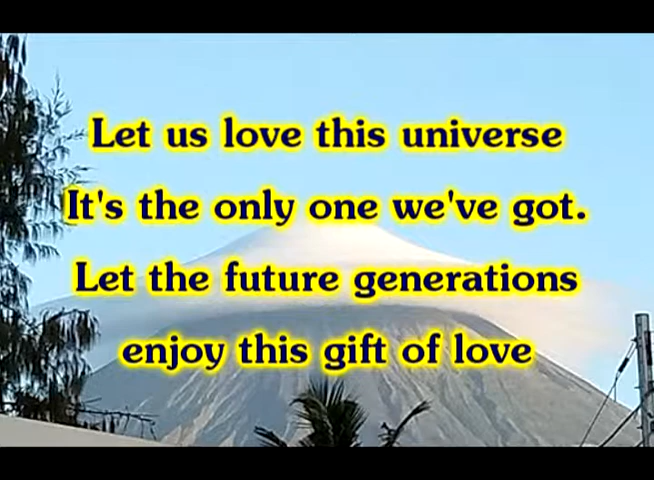 Let us love this universe
It's the only one we've got.
Let the future generations
enjoy this gift of love